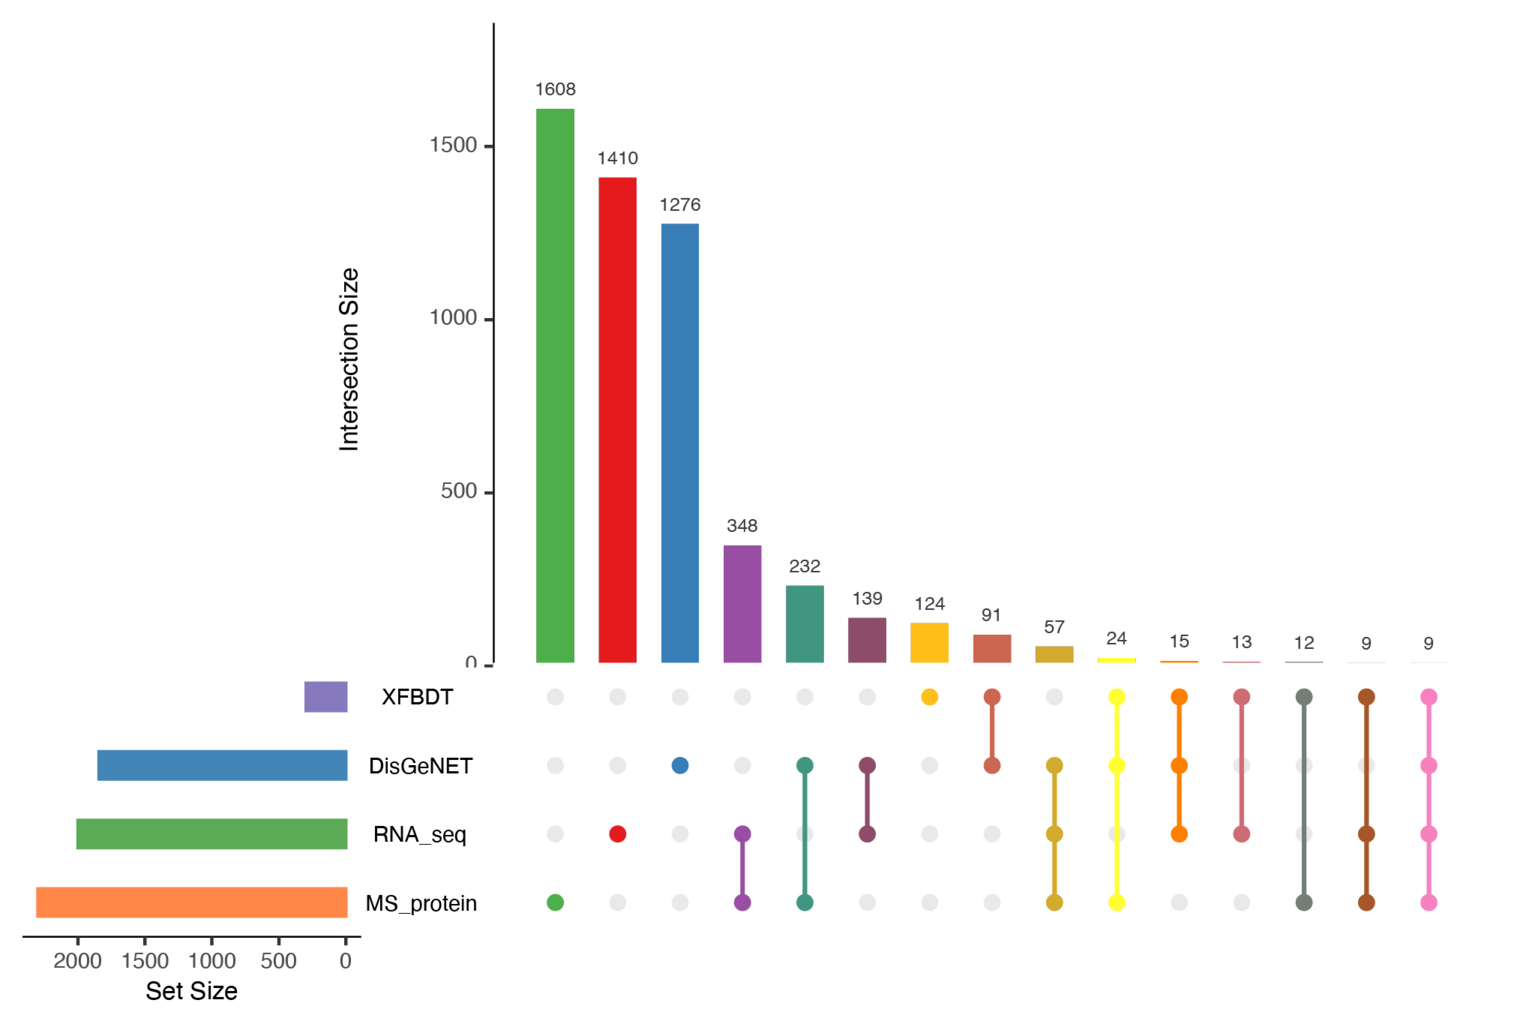 1608
1410
1276
348
232
139
124
91
57
24
15
13
12
9
9
1500
1000
500
0
Intersection Size
XFBDT
DisGeNET
RNA_seq
MS_protein
2000 1500 1000 500 0
Set Size